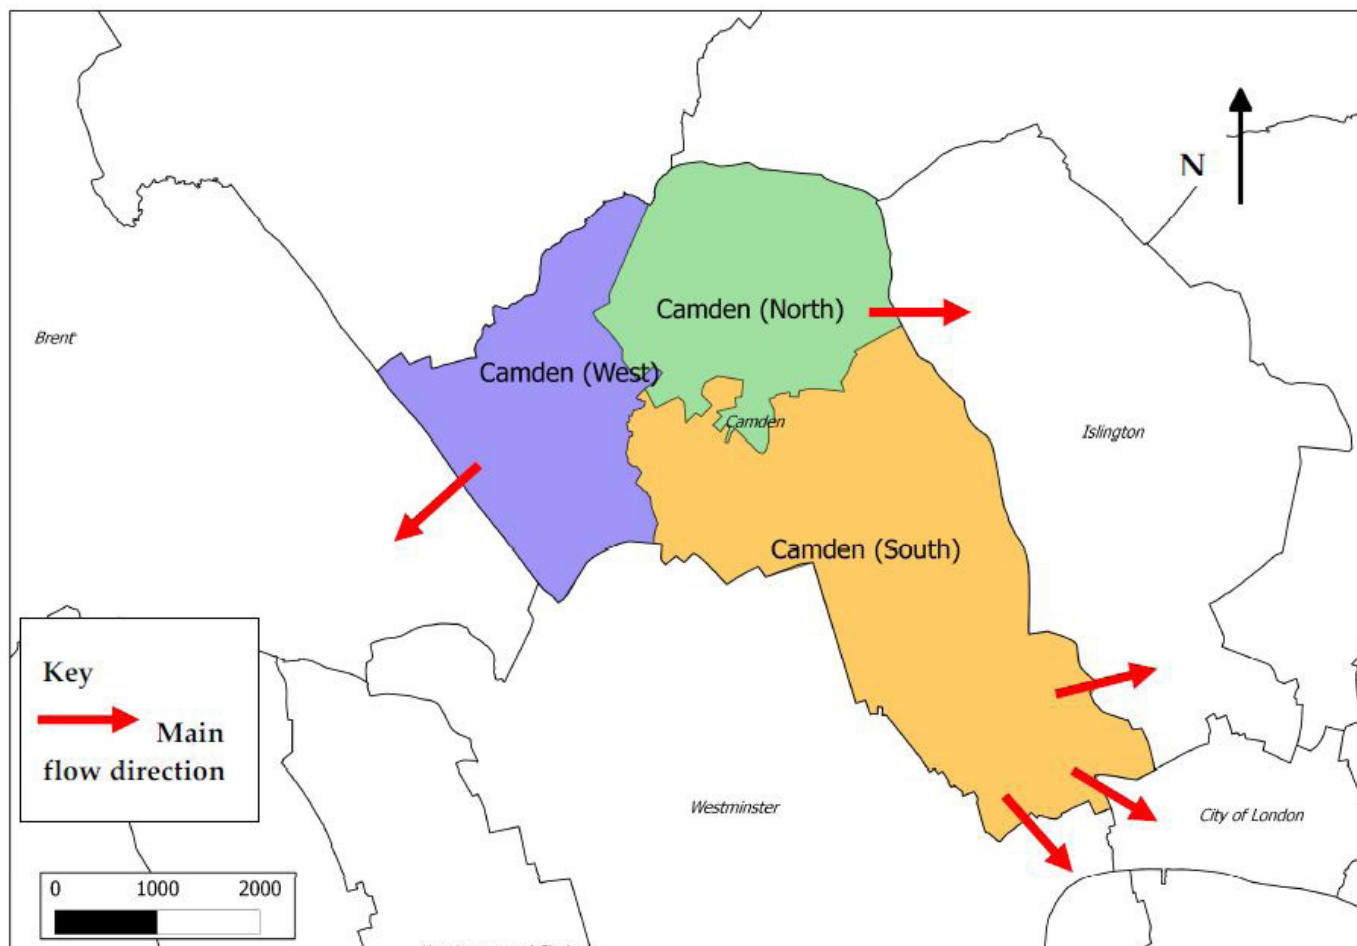 N
Camden (North)
Brent
Camden (West)
Camden
Islington
Camden (South)
Key
Main
flow direction
Westminster
City of London
0 1000 2000